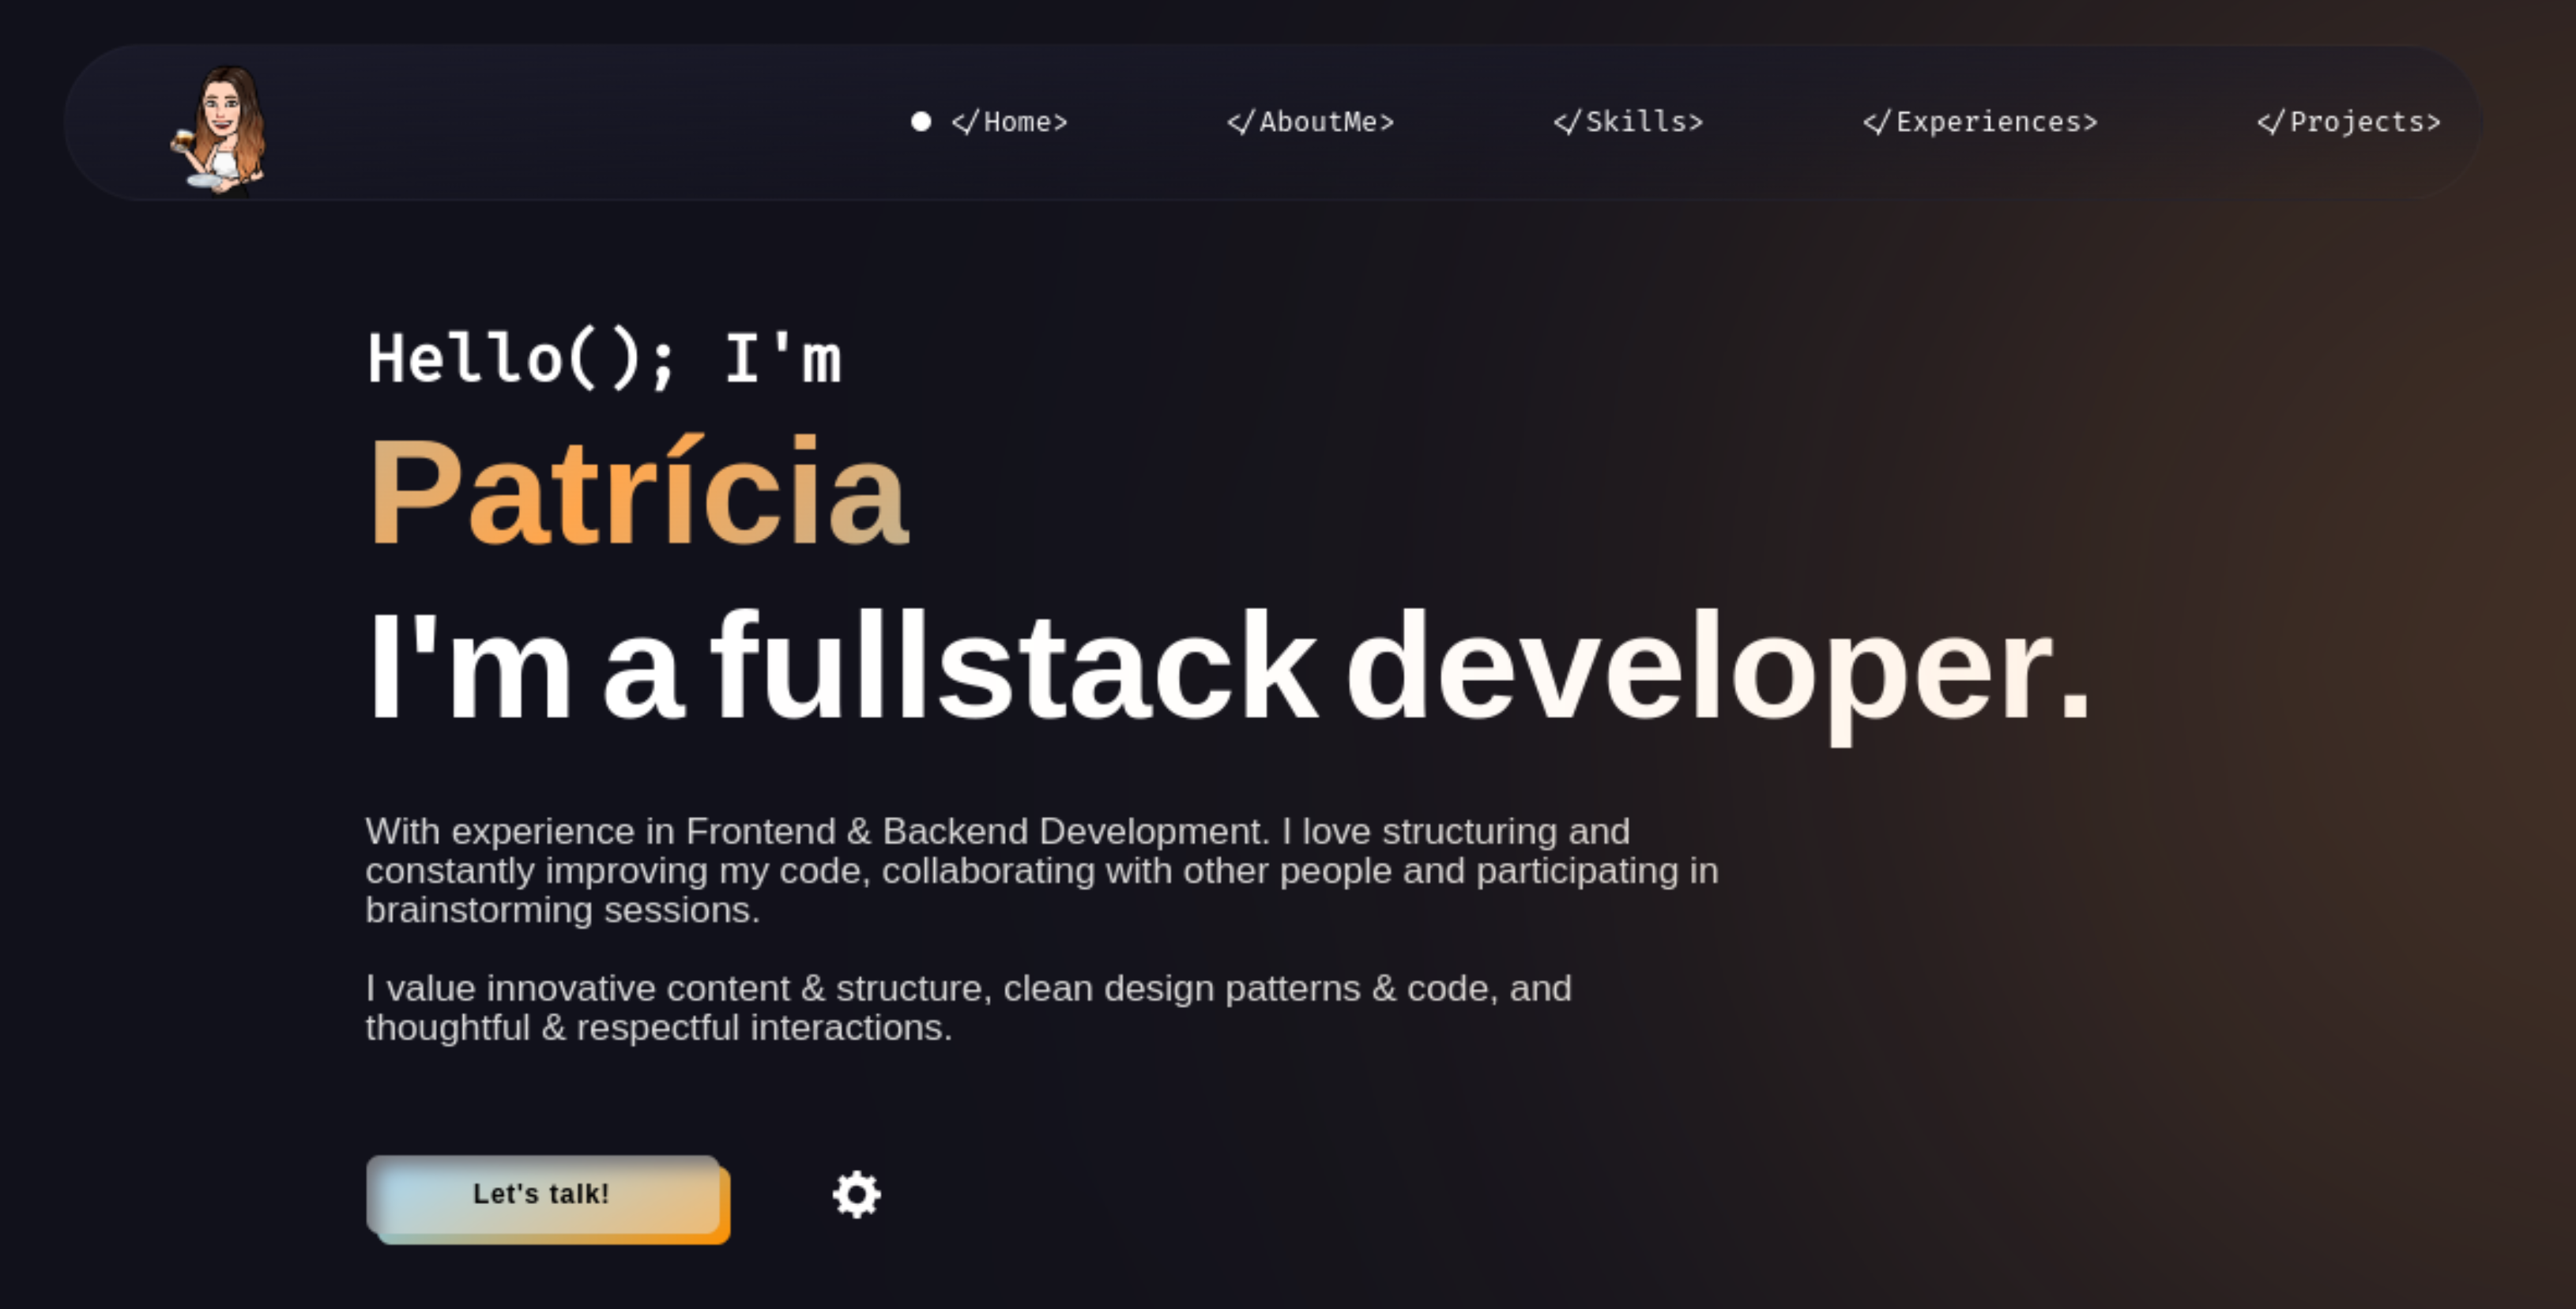 </Home> </AboutMe> </Skills> </Experiences> </Projects>
Hello(); I'm
Patrícia
I'm a fullstack developer.
With experience in Frontend & Backend Development. I love structuring and
constantly improving my code, collaborating with other people and participating in
brainstorming sessions.
I value innovative content & structure, clean design patterns & code, and
thoughtful & respectful interactions.
Let's talk!